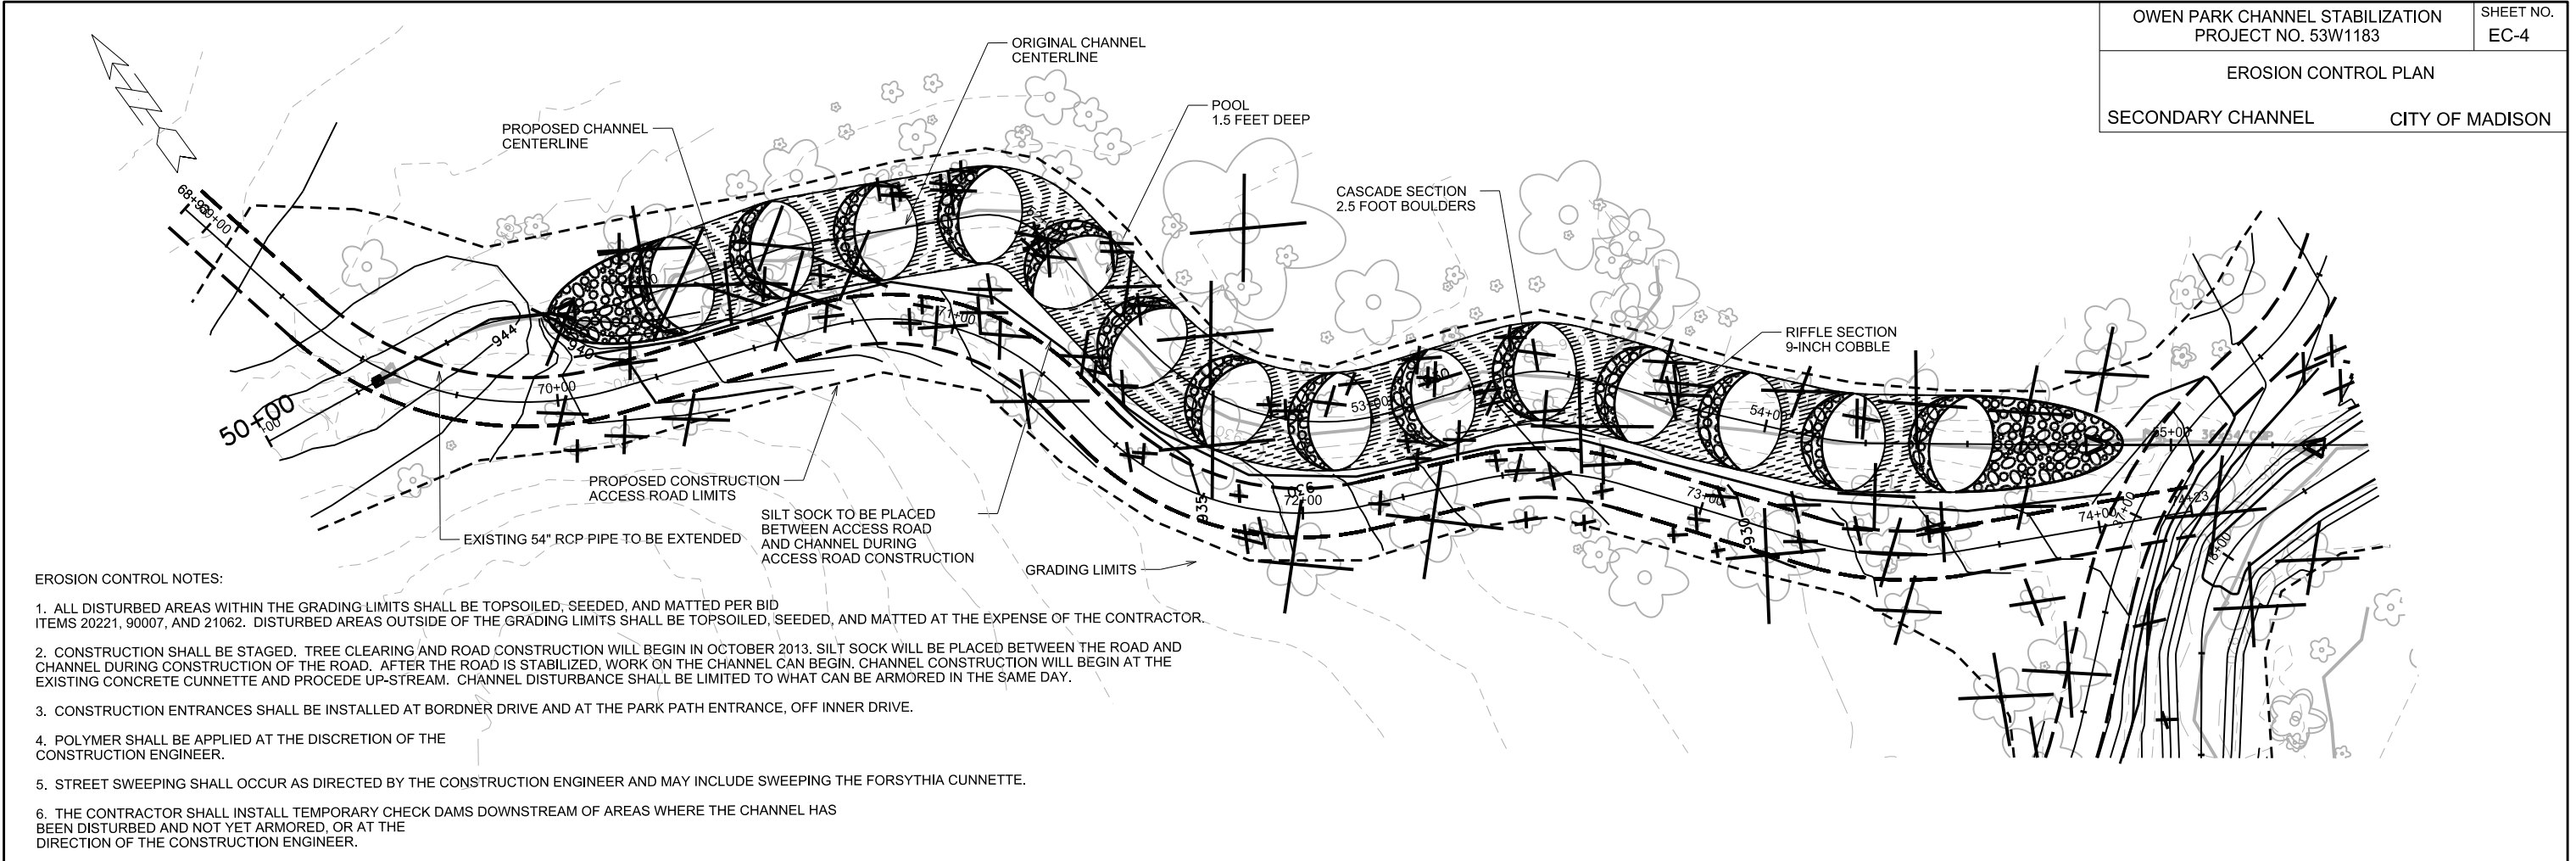 OWEN PARK CHANNEL STABILIZATION
PROJECT NO. 53W1183
SHEET NO.
EC-4
EROSION CONTROL PLAN
SECONDARY CHANNEL CITY OF MADISON
ORIGINAL CHANNEL
CENTERLINE
PROPOSED CHANNEL
CENTERLINE
POOL
1.5 FEET DEEP
CASCADE SECTION
2.5 FOOT BOULDERS
RIFFLE SECTION
9-INCH COBBLE
69+00
944
940
50+00
70+00
71+00
53+00
54+00
55+00
935
72+00
73+00
930
74+00
37+00
PROPOSED CONSTRUCTION
ACCESS ROAD LIMITS
EXISTING 54" RCP PIPE TO BE EXTENDED
SILT SOCK TO BE PLACED
BETWEEN ACCESS ROAD
AND CHANNEL DURING
ACCESS ROAD CONSTRUCTION
GRADING LIMITS
EROSION CONTROL NOTES:
1. ALL DISTURBED AREAS WITHIN THE GRADING LIMITS SHALL BE TOPSOILED, SEEDED, AND MATTED PER BID
ITEMS 20221, 90007, AND 21062. DISTURBED AREAS OUTSIDE OF THE GRADING LIMITS SHALL BE TOPSOILED, SEEDED, AND MATTED AT THE EXPENSE OF THE CONTRACTOR.
2. CONSTRUCTION SHALL BE STAGED. TREE CLEARING AND ROAD CONSTRUCTION WILL BEGIN IN OCTOBER 2013. SILT SOCK WILL BE PLACED BETWEEN THE ROAD AND
CHANNEL DURING CONSTRUCTION OF THE ROAD. AFTER THE ROAD IS STABILIZED, WORK ON THE CHANNEL CAN BEGIN. CHANNEL CONSTRUCTION WILL BEGIN AT THE
EXISTING CONCRETE CUNNETTE AND PROCEDE UP-STREAM. CHANNEL DISTURBANCE SHALL BE LIMITED TO WHAT CAN BE ARMORED IN THE SAME DAY.
3. CONSTRUCTION ENTRANCES SHALL BE INSTALLED AT BORDNER DRIVE AND AT THE PARK PATH ENTRANCE, OFF INNER DRIVE.
4. POLYMER SHALL BE APPLIED AT THE DISCRETION OF THE
CONSTRUCTION ENGINEER.
5. STREET SWEEPING SHALL OCCUR AS DIRECTED BY THE CONSTRUCTION ENGINEER AND MAY INCLUDE SWEEPING THE FORSYTHIA CUNNETTE.
6. THE CONTRACTOR SHALL INSTALL TEMPORARY CHECK DAMS DOWNSTREAM OF AREAS WHERE THE CHANNEL HAS
BEEN DISTURBED AND NOT YET ARMORED, OR AT THE
DIRECTION OF THE CONSTRUCTION ENGINEER.